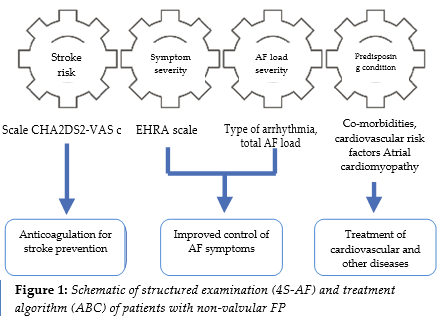 Stroke
risk
Symptom
severity
AF load
severity
Predisposin
g condition
Scale CHA2DS2-VAS c
EHRA scale
Type of arrhythmia,
total AF load
Co-morbidities,
cardiovascular risk
factors Atrial
cardiomyopathy
Anticoagulation for
stroke prevention
Improved control of
AF symptoms
Treatment of
cardiovascular and
other diseases
Figure 1: Schematic of structured examination (4S-AF) and treatment
algorithm (ABC) of patients with non-valvular FP